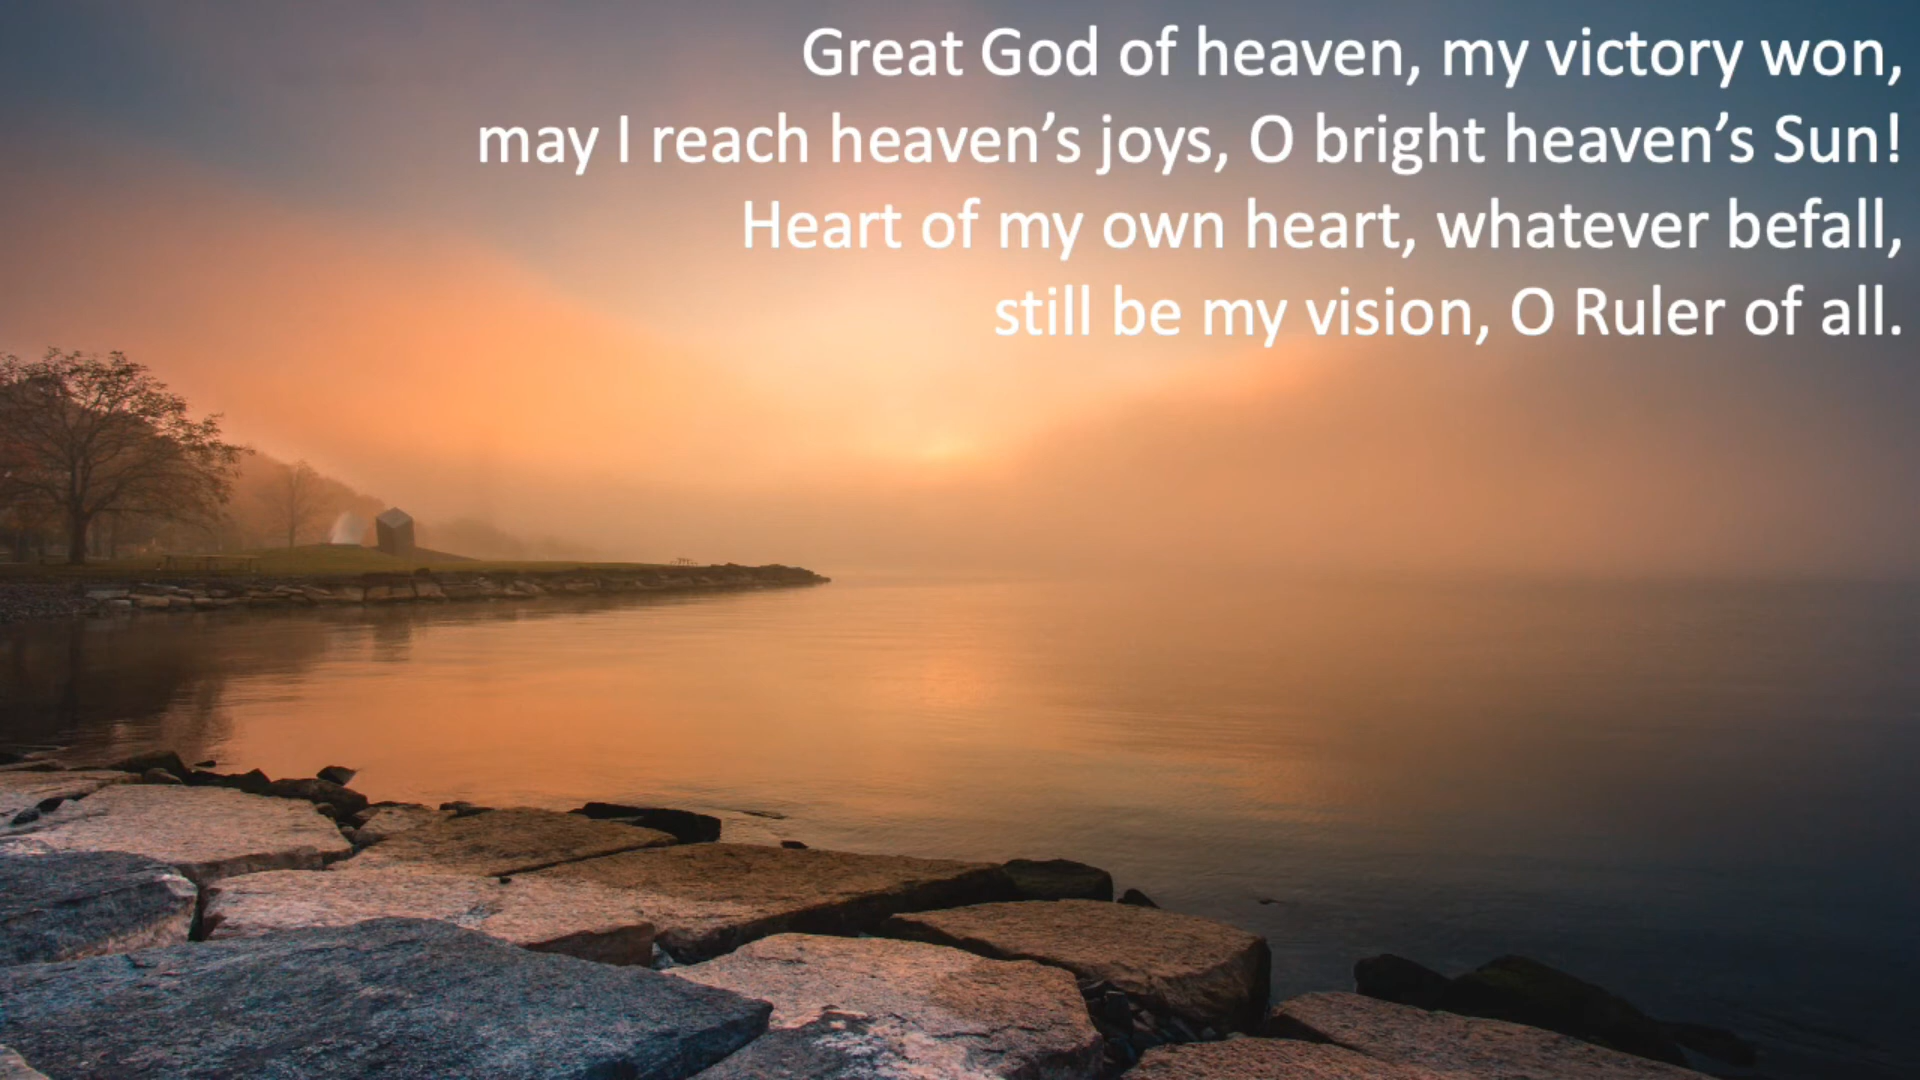 Great God of heaven, my victory won,
may I reach heaven’s joys, O bright heaven’s Sun!
Heart of my own heart, whatever befall,
still be my vision, O Ruler of all.